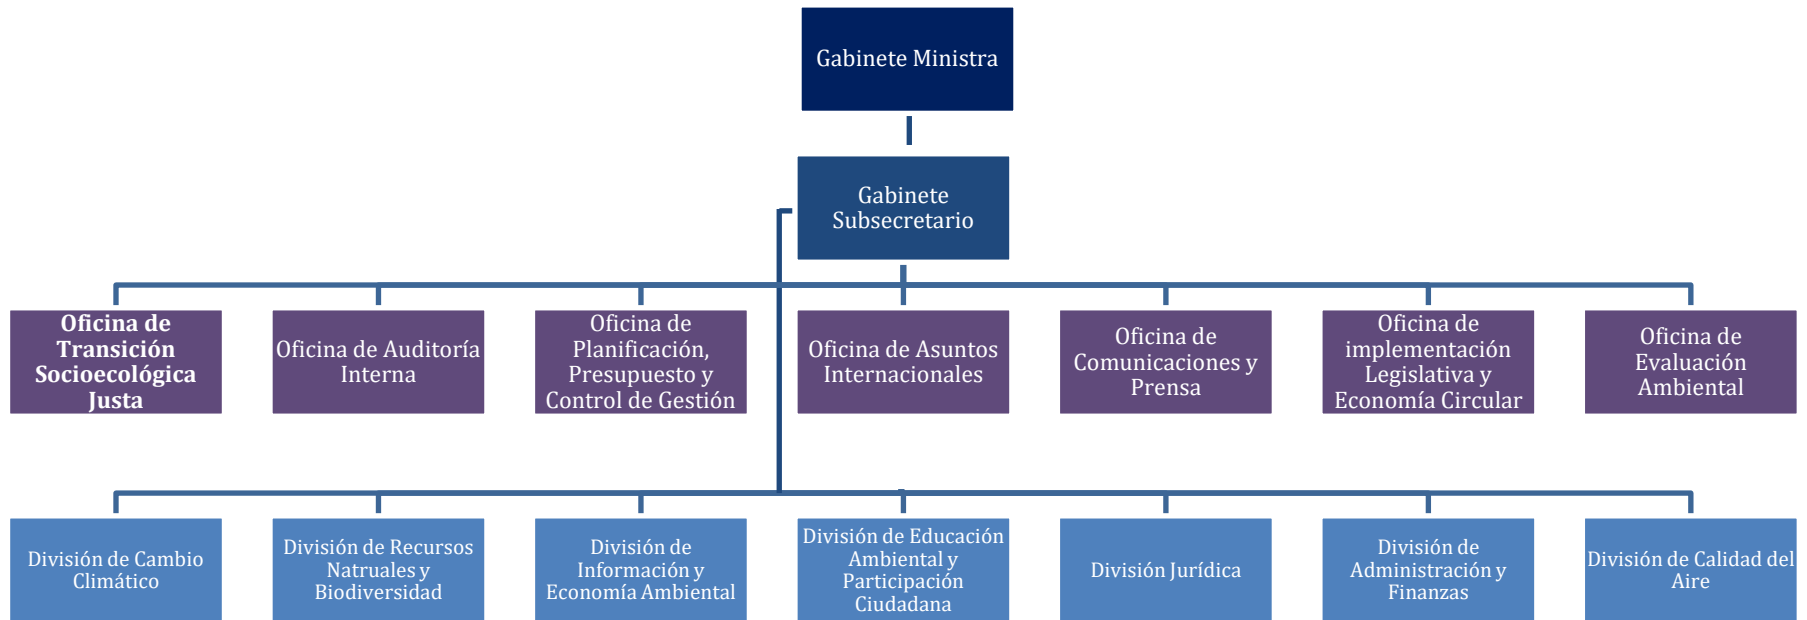 Gabinete Ministra
Gabinete
Subsecretario
Oficina de
Transición
Socioecológica
Justa
Oficina de Auditoría
Interna
Oficina de
Planificación,
Presupuesto y
Control de Gestión
Oficina de Asuntos
Internacionales
Oficina de
Comunicaciones y
Prensa
Oficina de
implementación
Legislativa y
Economía Circular
Oficina de
Evaluación
Ambiental
División de Cambio
Climático
División de Recursos
Natruales y
Biodiversidad
División de
Información y
Economía Ambiental
División de Educación
Ambiental y
Participación
Ciudadana
División Jurídica
División de
Administración y
Finanzas
División de Calidad del
Aire